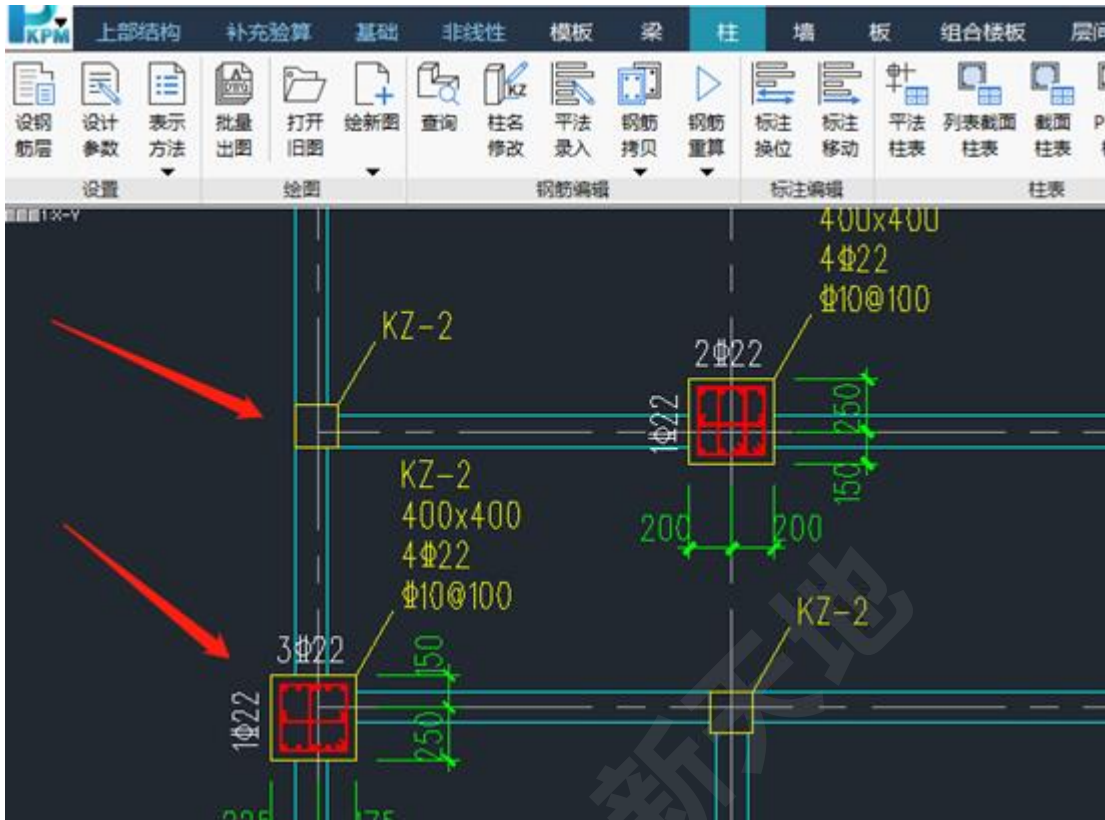 PKPM 上部结构 补充验算 基础 非线性 模板 梁 柱 墙 板 组合楼板
设钢筋层 设计参数 表示方法 批量出图 打开旧图 绘新图 查询 柱名修改 平法录入 钢筋拷贝 钢筋重算 标注换位 标注移动 平法柱表 列表截面柱表 截面柱表
设置 绘图 钢筋编辑 标注编辑 柱表
400x400
4Φ22
Φ10@100
KZ-2
2Φ22
1Φ22
250
150
200
200
KZ-2
400x400
4Φ22
Φ10@100
3Φ22
1Φ22
150
250
KZ-2
新天地